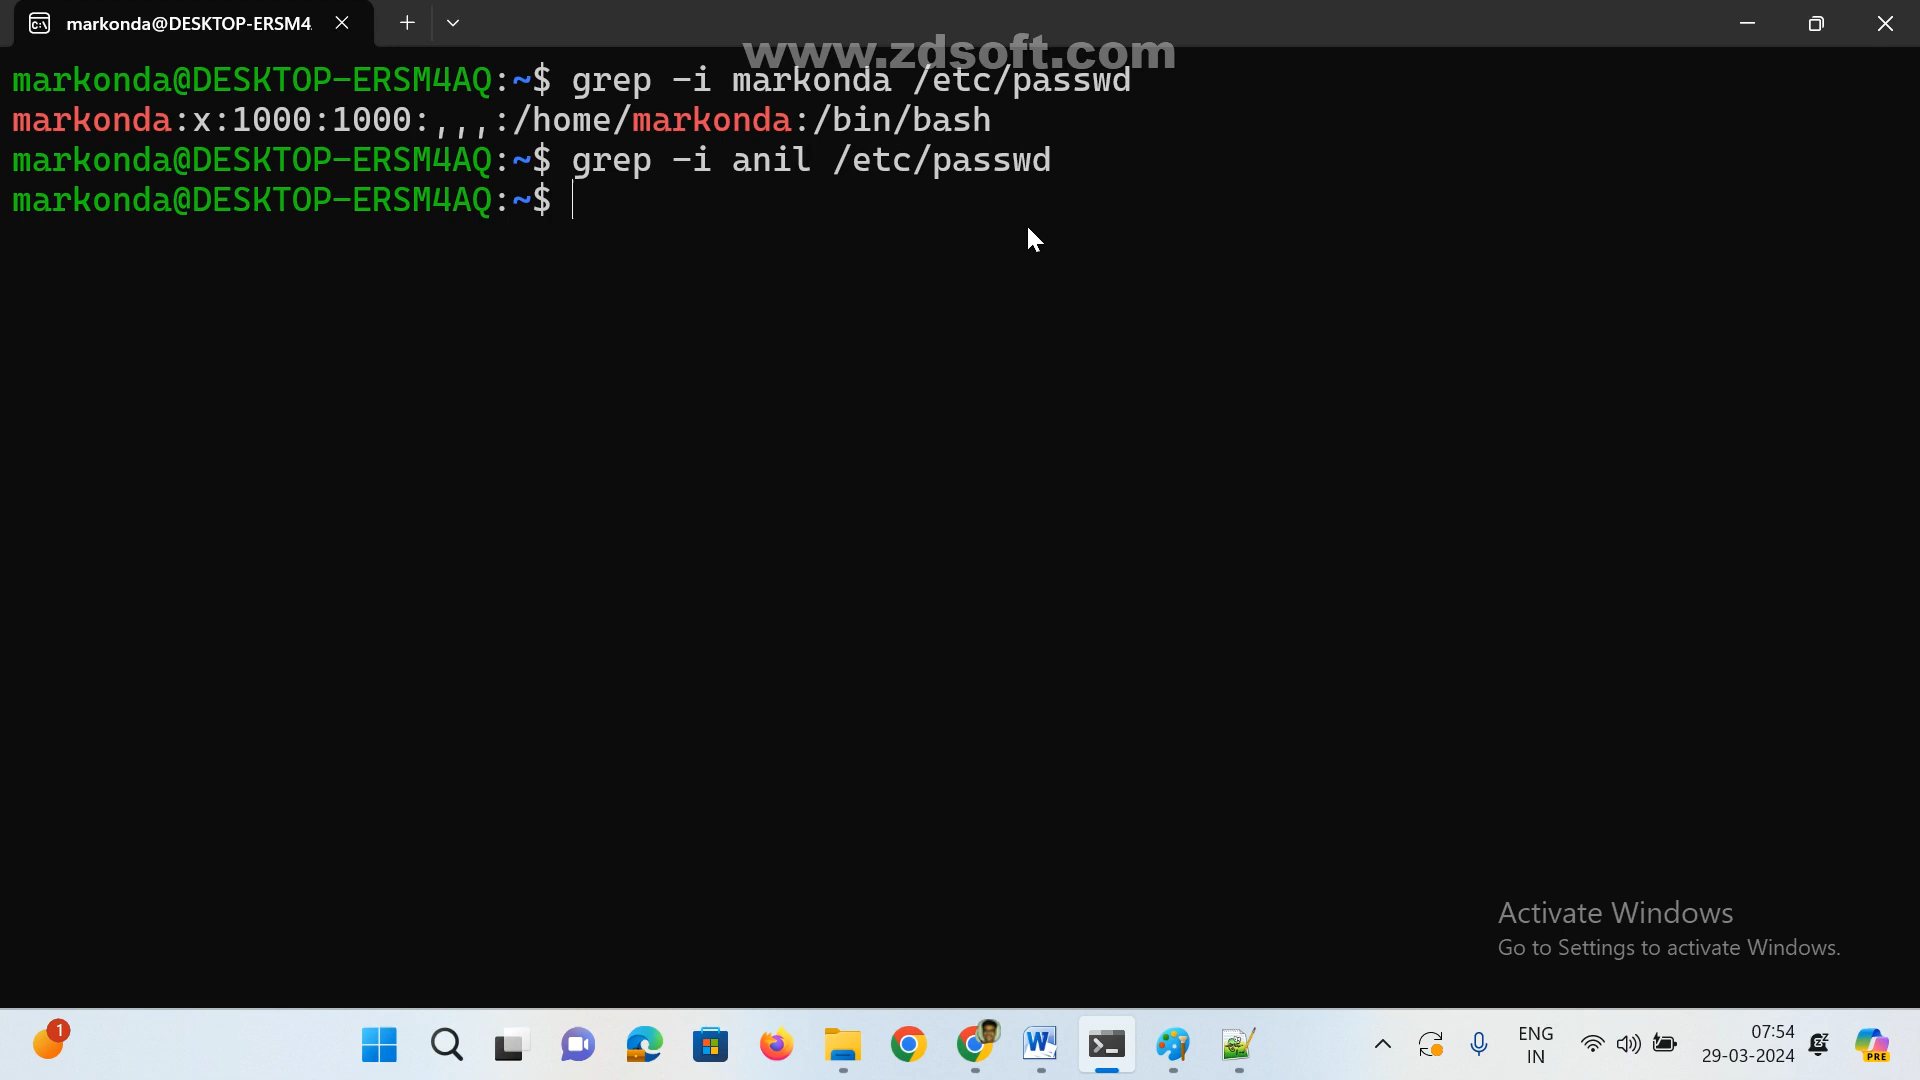 markonda@DESKTOP-ERSM4
www.zdsoft.com
markonda@DESKTOP-ERSM4AQ:~$ grep -i markonda /etc/passwd
markonda:x:1000:1000:,,,:/home/markonda:/bin/bash
markonda@DESKTOP-ERSM4AQ:~$ grep -i anil /etc/passwd
markonda@DESKTOP-ERSM4AQ:~$
Activate Windows
Go to Settings to activate Windows.
1
ENG
IN
07:54
29-03-2024
PRE